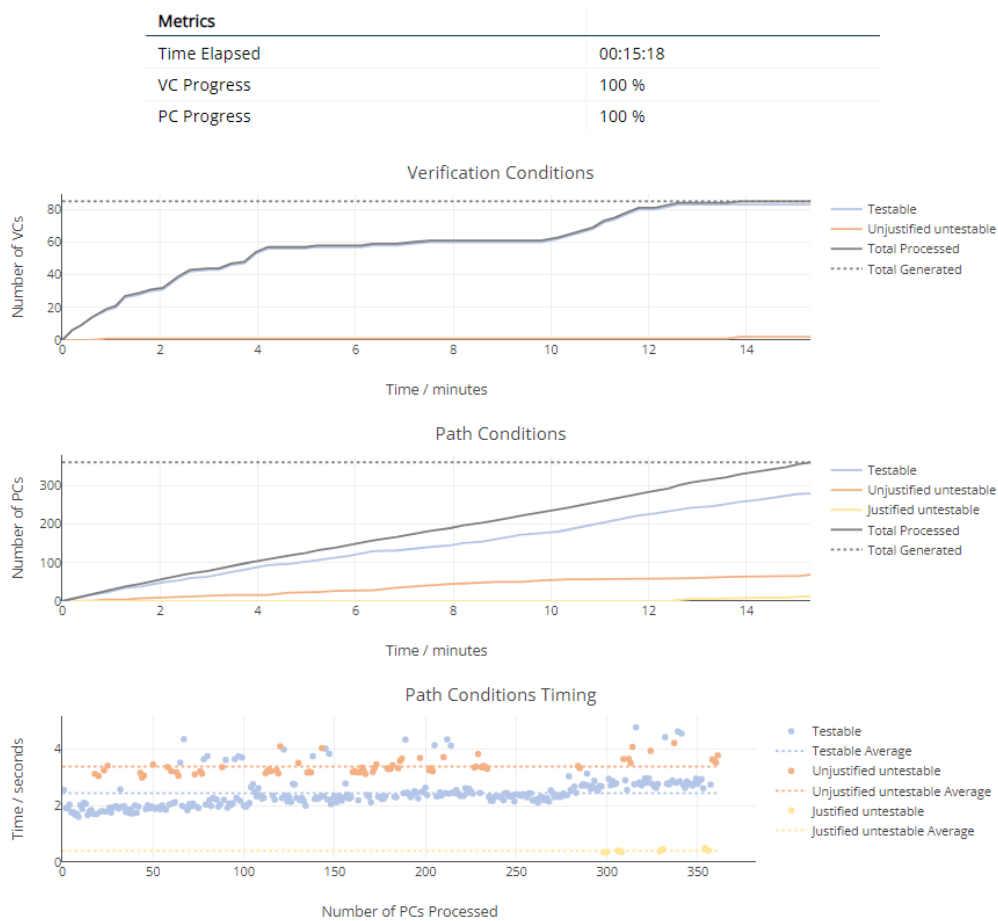 Metrics
Time Elapsed 00:15:18
VC Progress 100 %
PC Progress 100 %
Verification Conditions
Number of VCs
80
60
40
20
0
0 2 4 6 8 10 12 14
Time / minutes
Testable
Unjustified untestable
Total Processed
Total Generated
Path Conditions
Number of PCs
300
200
100
0
0 2 4 6 8 10 12 14
Time / minutes
Testable
Unjustified untestable
Justified untestable
Total Processed
Total Generated
Path Conditions Timing
Time / seconds
4
2
0
0 50 100 150 200 250 300 350
Number of PCs Processed
Testable
Testable Average
Unjustified untestable
Unjustified untestable Average
Justified untestable
Justified untestable Average